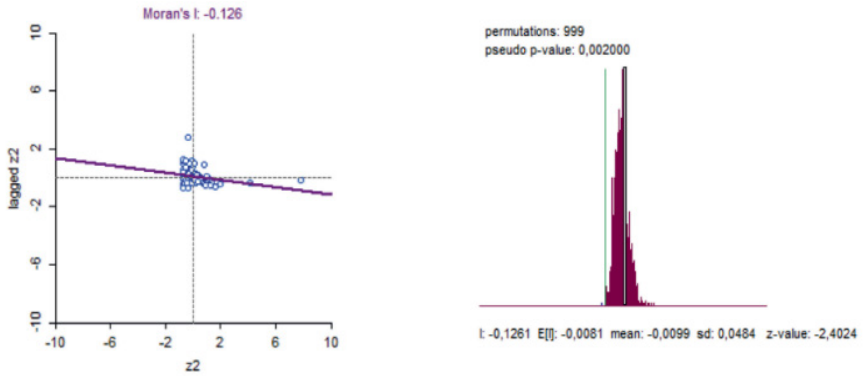 Moran's I: -0.126
10
6
2
-2
-6
-10
lagged z2
-10
-6
-2
2
6
10
z2
permutations: 999
pseudo p-value: 0,002000
I: -0,1261 E[I]: -0,0081 mean: -0,0099 sd: 0,0484 z-value: -2,4024